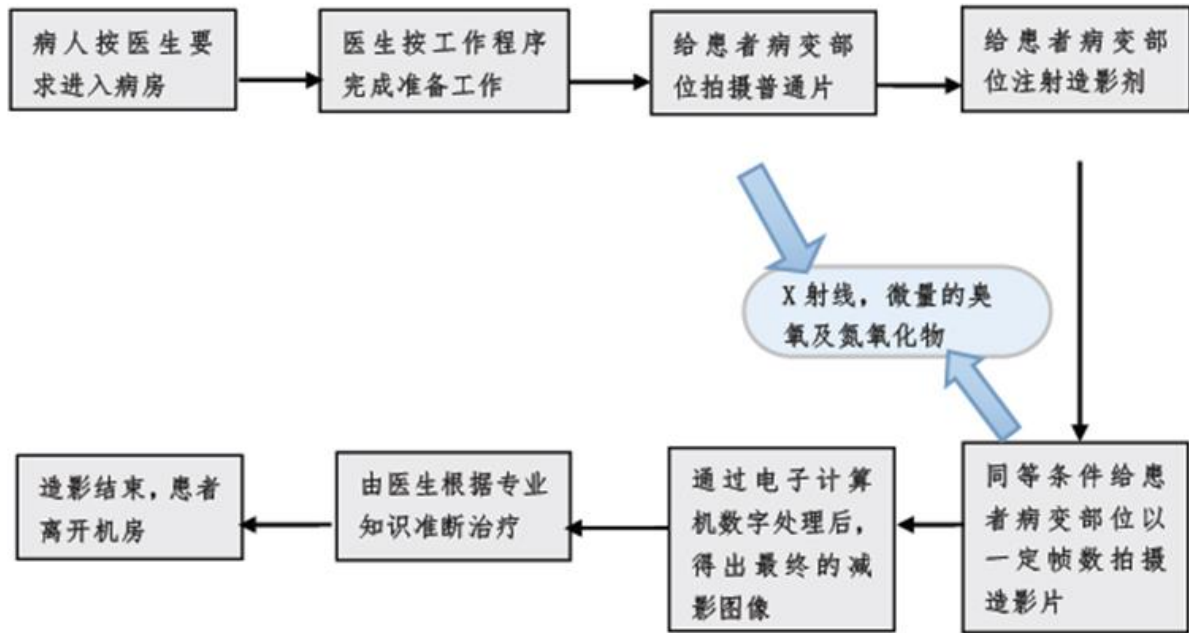 病人按医生要
求进入病房
医生按工作程序
完成准备工作
给患者病变部
位拍摄普通片
给患者病变部
位注射造影剂
X 射线，微量的臭
氧及氮氧化物
同等条件给患
者病变部位以
一定帧数拍摄
造影片
通过电子计算
机数字处理后，
得出最终的减
影图像
由医生根据专业
知识准断治疗
造影结束，患者
离开机房